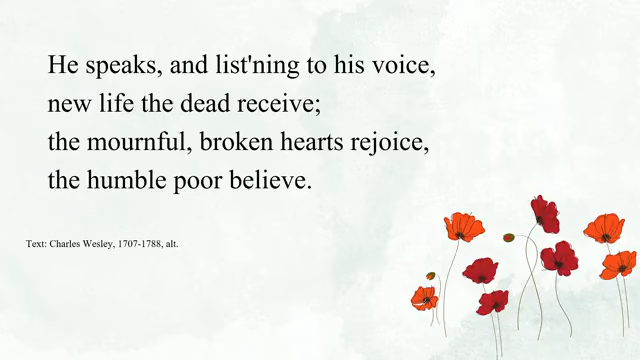 He speaks, and list'ning to his voice,
new life the dead receive;
the mournful, broken hearts rejoice,
the humble poor believe.
Text: Charles Wesley, 1707-1788, alt.